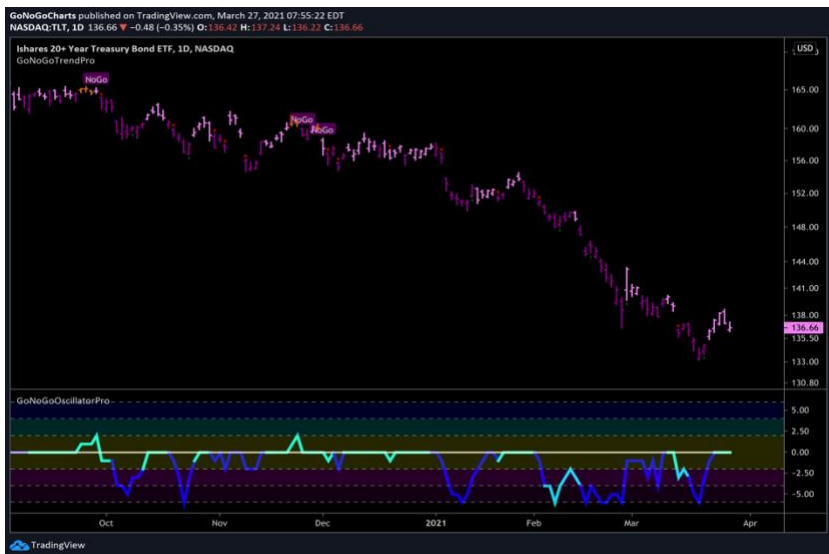 GoNoGoCharts published on TradingView.com, March 27, 2021 07:55:22 EDT
NASDAQ:TLT, 1D 136.66 ▼ −0.48 (−0.35%) O:136.42 H:137.24 L:136.22 C:136.66
Ishares 20+ Year Treasury Bond ETF, 1D, NASDAQ
USD
GoNoGoTrendPro
NoGo
165.00
NoGo
NoGo
160.00
156.00
152.00
148.00
144.00
141.00
138.00
136.66
135.50
133.00
130.80
GoNoGoOscillatorPro
5.00
2.50
0.00
−2.50
−5.00
Oct Nov Dec 2021 Feb Mar Apr
TradingView